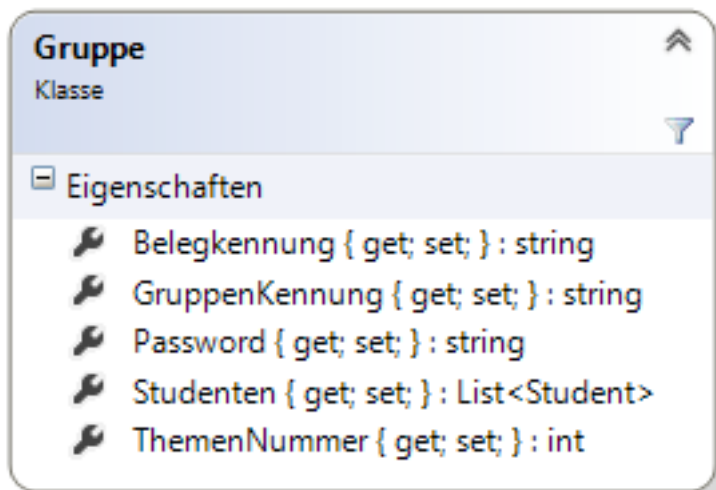 Gruppe
Klasse
Eigenschaften
Belegkennung { get; set; } : string
GruppenKennung { get; set; } : string
Password { get; set; } : string
Studenten { get; set; } : List<Student>
ThemenNummer { get; set; } : int